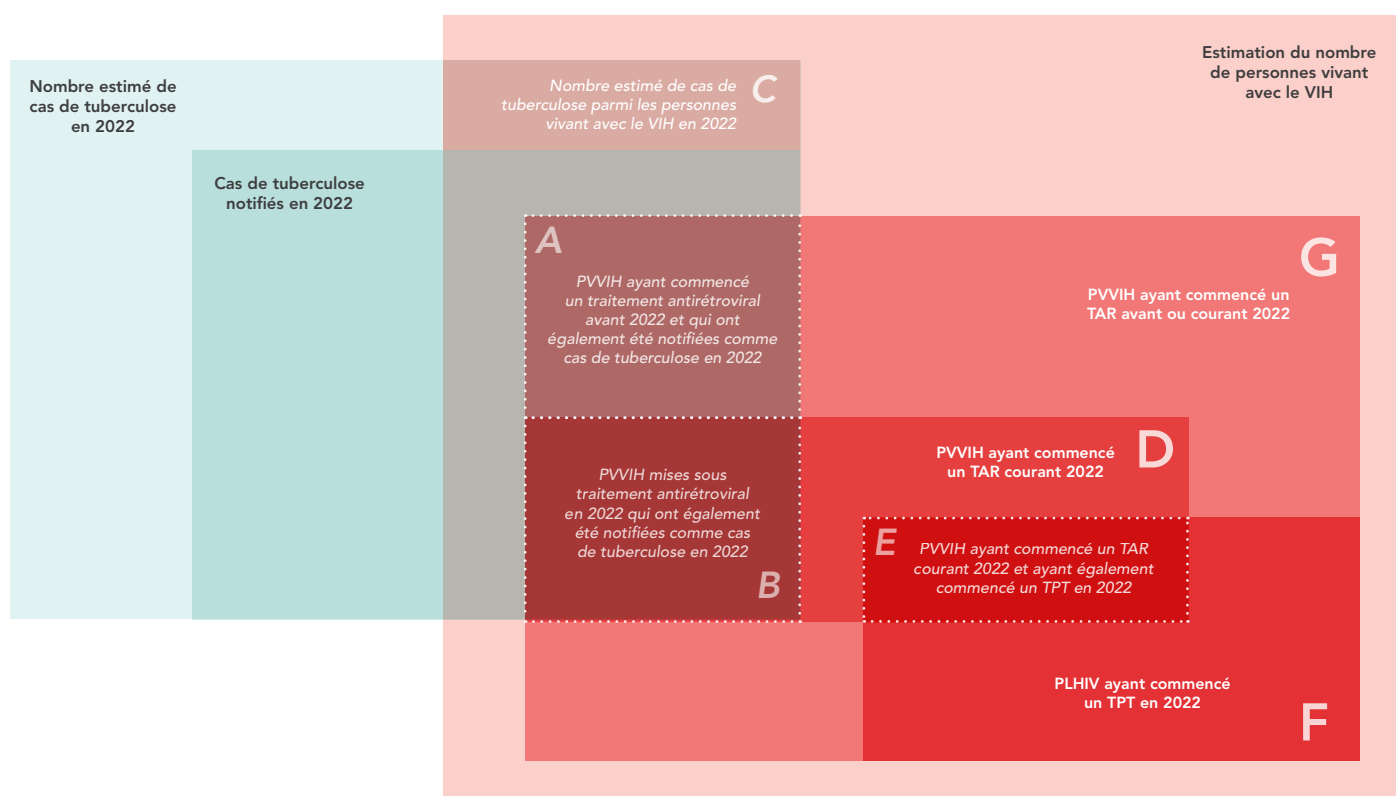 Nombre estimé de
cas de tuberculose
en 2022
Cas de tuberculose
notifiés en 2022
Nombre estimé de cas de
tuberculose parmi les personnes
vivant avec le VIH en 2022
C
Estimation du nombre
de personnes vivant
avec le VIH
A
PVVIH ayant commencé
un traitement antirétroviral
avant 2022 et qui ont
également été notifiées comme
cas de tuberculose en 2022
G
PVVIH ayant commencé un
TAR avant ou courant 2022
PVVIH mises sous
traitement antirétroviral
en 2022 qui ont également
été notifiées comme cas
de tuberculose en 2022
B
PVVIH ayant commencé
un TAR courant 2022
D
E
PVVIH ayant commencé un TAR
courant 2022 et ayant également
commencé un TPT en 2022
PLHIV ayant commencé
un TPT en 2022
F